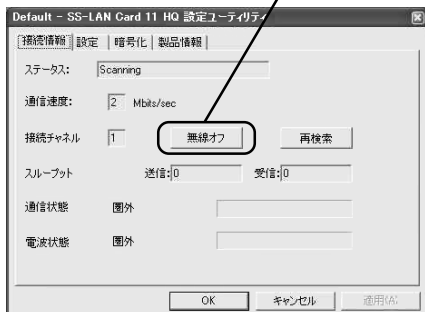 Default - SS-LAN Card 11 HQ 設定ユーティリティ
接続情報 設定 暗号化 製品情報
ステータス: Scanning
通信速度: 2 Mbits/sec
接続チャネル 1 無線オフ 再検索
スループット 送信:0 受信:0
通信状態 圏外
電波状態 圏外
OK キャンセル 適用(A)